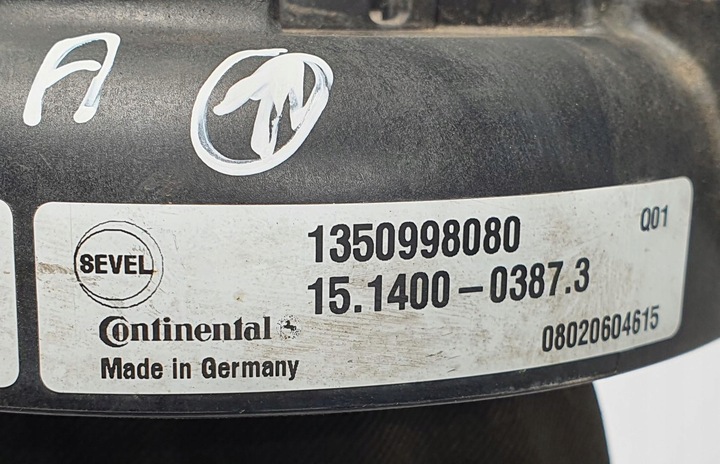 A
SEVEL
1350998080
Q01
15.1400-0387.3
Continental
08020604615
Made in Germany